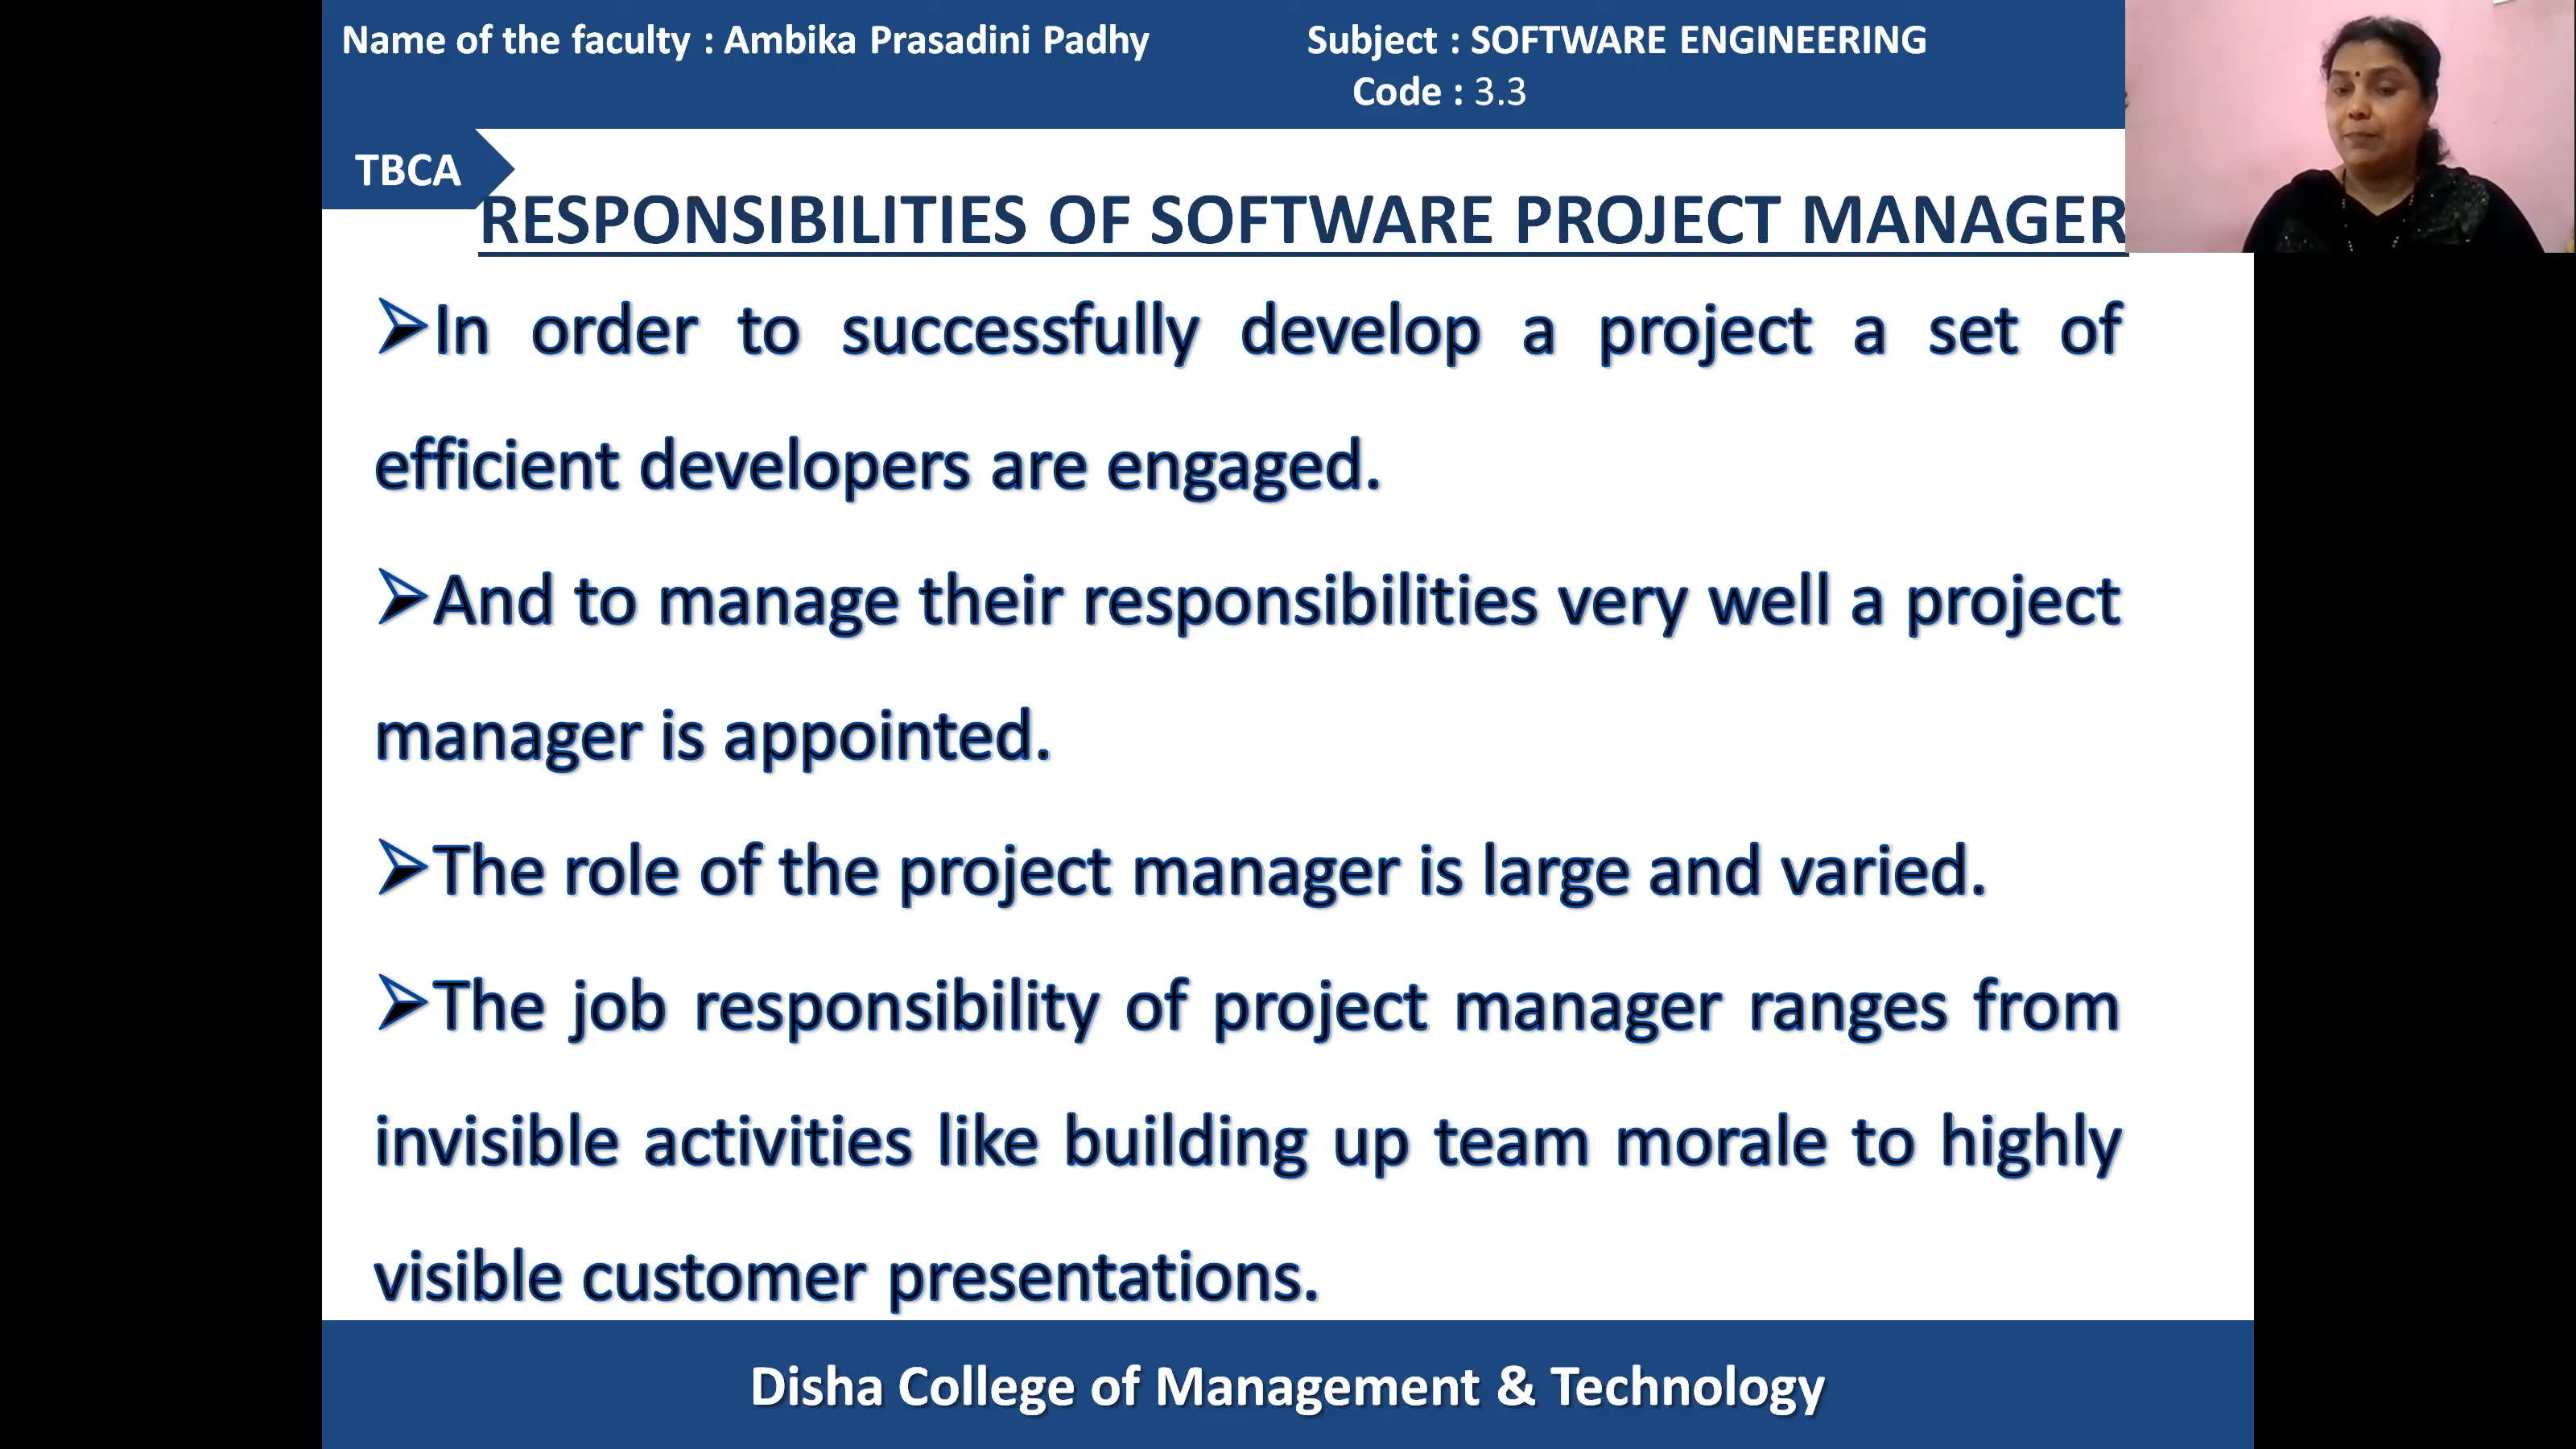 Name of the faculty : Ambika Prasadini Padhy
Subject : SOFTWARE ENGINEERING
Code : 3.3
TBCA
RESPONSIBILITIES OF SOFTWARE PROJECT MANAGER
➢In order to successfully develop a project a set of
efficient developers are engaged.
➢And to manage their responsibilities very well a project
manager is appointed.
➢The role of the project manager is large and varied.
➢The job responsibility of project manager ranges from
invisible activities like building up team morale to highly
visible customer presentations.
Disha College of Management & Technology